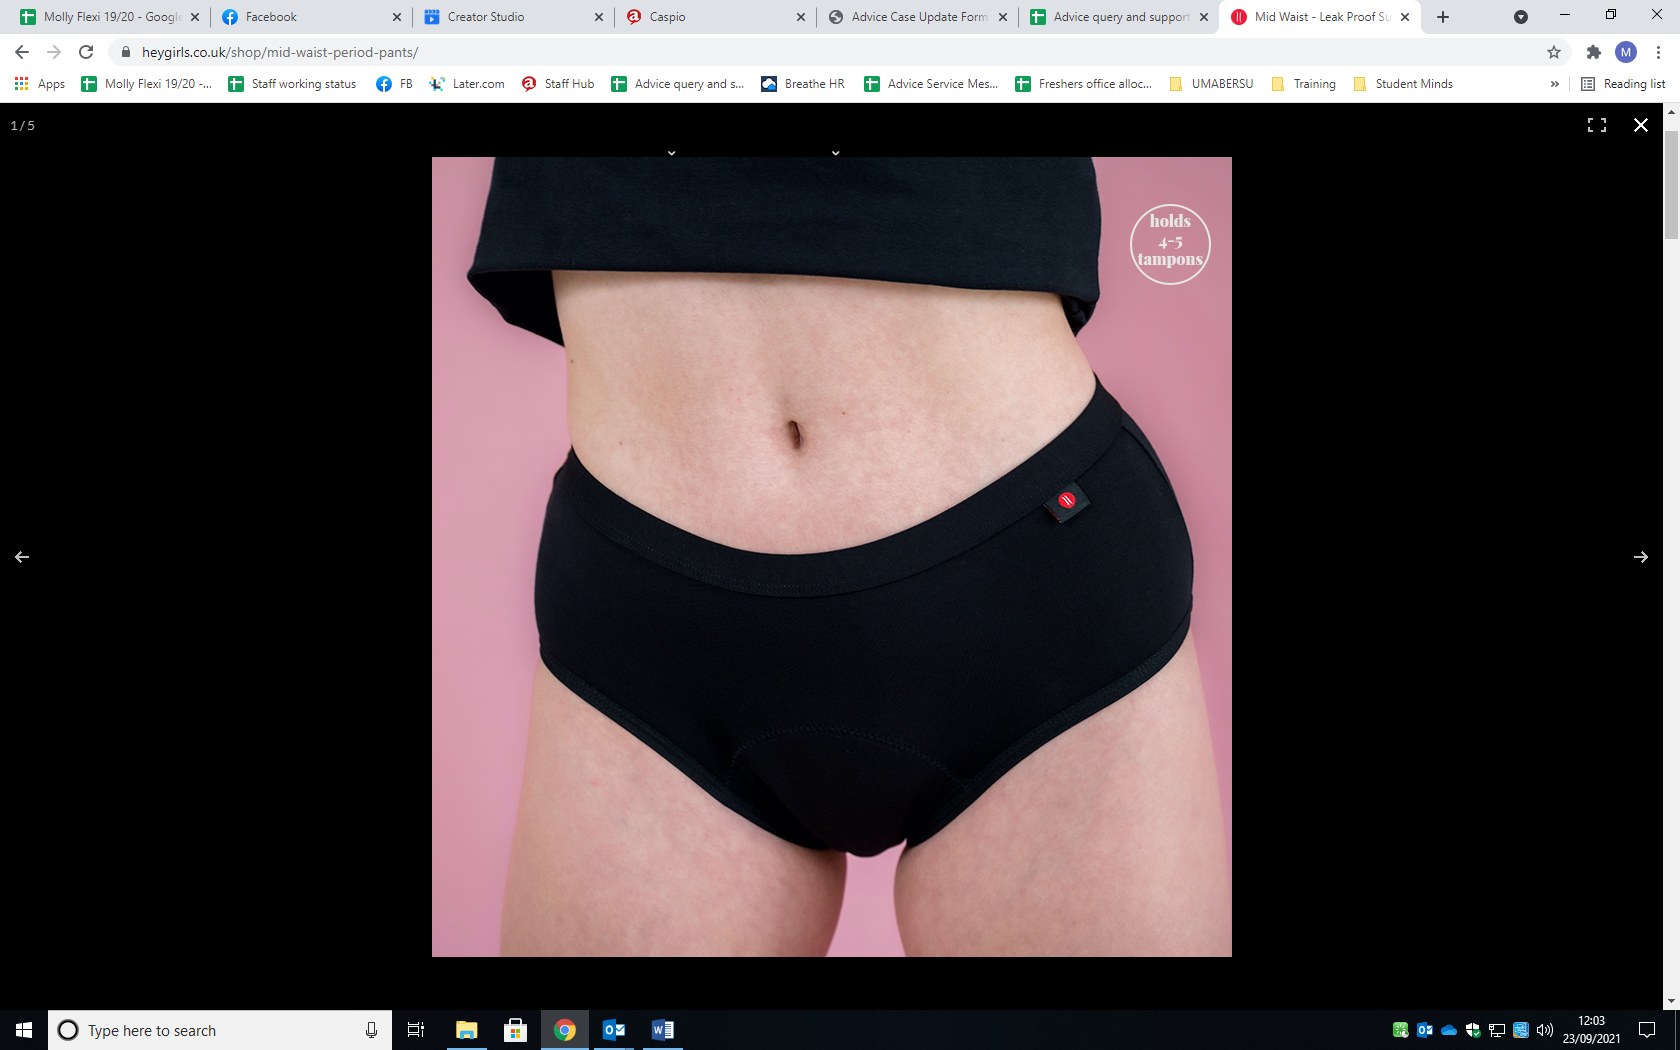 Molly Flexi 19/20 - Google
Facebook
Creator Studio
Caspio
Advice Case Update Form
Advice query and support
Mid Waist - Leak Proof Su
heygirls.co.uk/shop/mid-waist-period-pants/
M
Apps
Molly Flexi 19/20 -...
Staff working status
FB
Later.com
Staff Hub
Advice query and s...
Breathe HR
Advice Service Mes...
Freshers office alloc...
UMABERSU
Training
Student Minds
»
Reading list
1 / 5
holds
4-5
tampons
Type here to search
12:03
23/09/2021